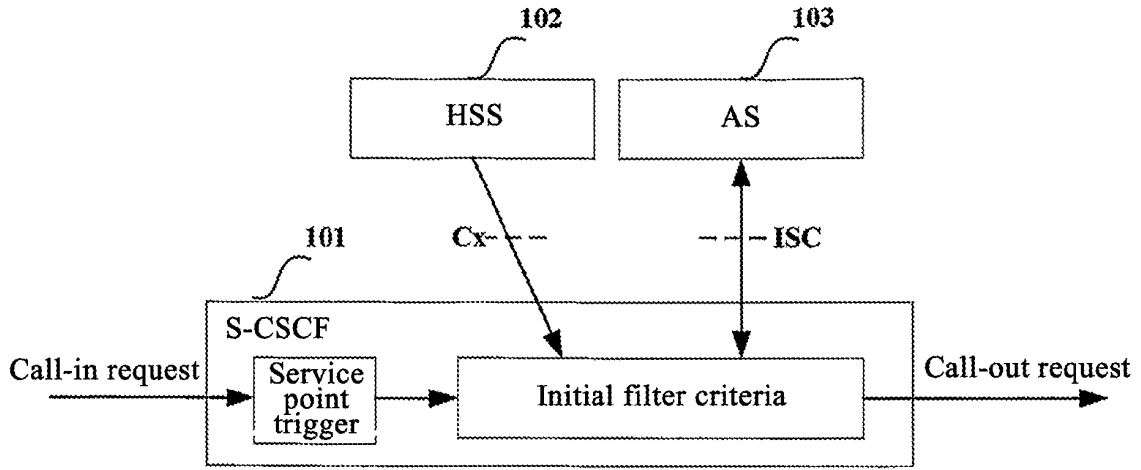 102
103
HSS
AS
Cx
ISC
101
S-CSCF
Call-in request
Service
point
trigger
Initial filter criteria
Call-out request